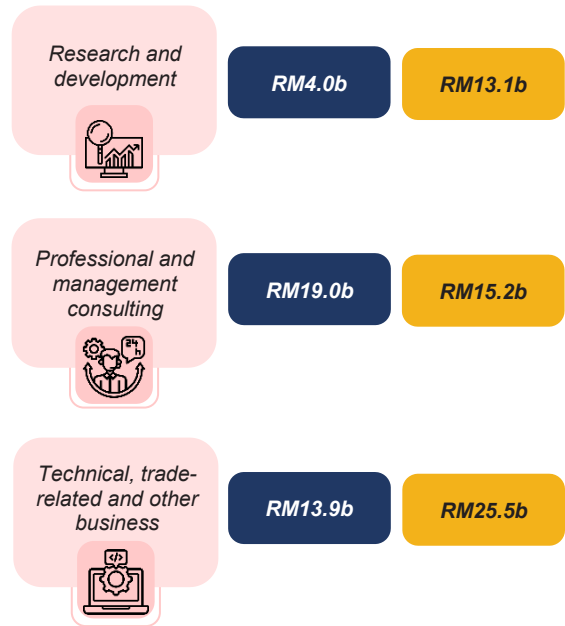 Research and
development
RM4.0b
RM13.1b
Professional and
management
consulting
RM19.0b
RM15.2b
24
h
Technical, trade-
related and other
business
RM13.9b
RM25.5b
</>